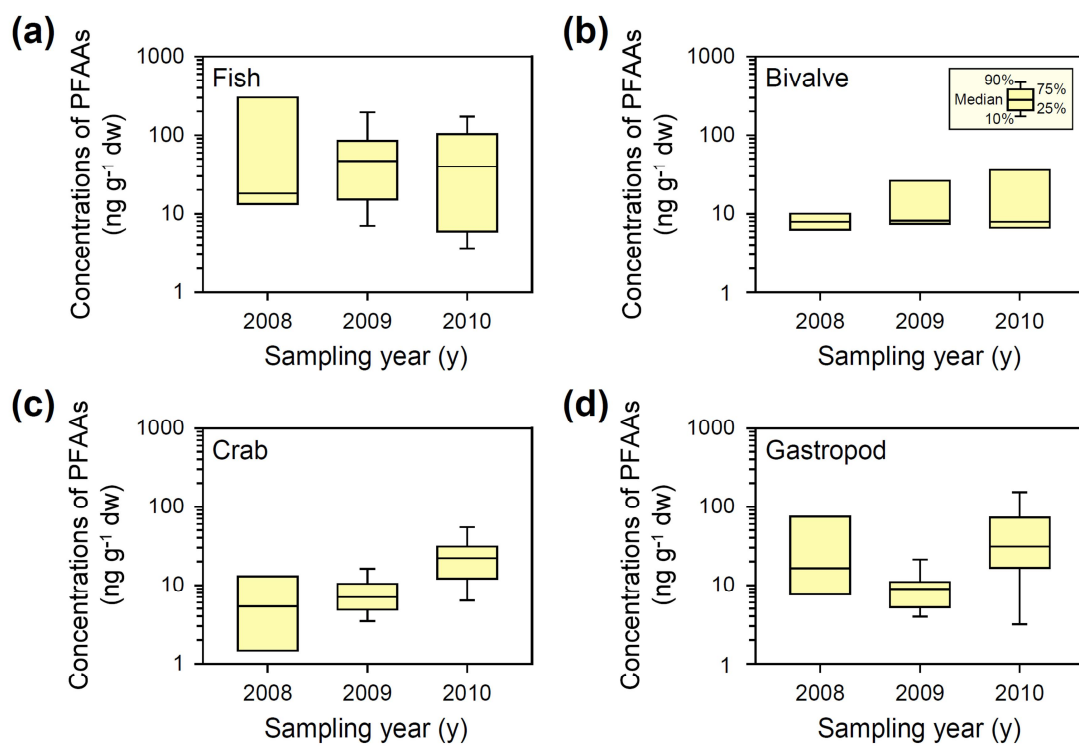 (a)
Concentrations of PFAAs
(ng g⁻¹ dw)
1000
100
10
1
Fish
2008
2009
2010
Sampling year (y)
(b)
Concentrations of PFAAs
(ng g⁻¹ dw)
1000
100
10
1
Bivalve
90%
75%
Median
25%
10%
2008
2009
2010
Sampling year (y)
(c)
Concentrations of PFAAs
(ng g⁻¹ dw)
1000
100
10
1
Crab
2008
2009
2010
Sampling year (y)
(d)
Concentrations of PFAAs
(ng g⁻¹ dw)
1000
100
10
1
Gastropod
2008
2009
2010
Sampling year (y)